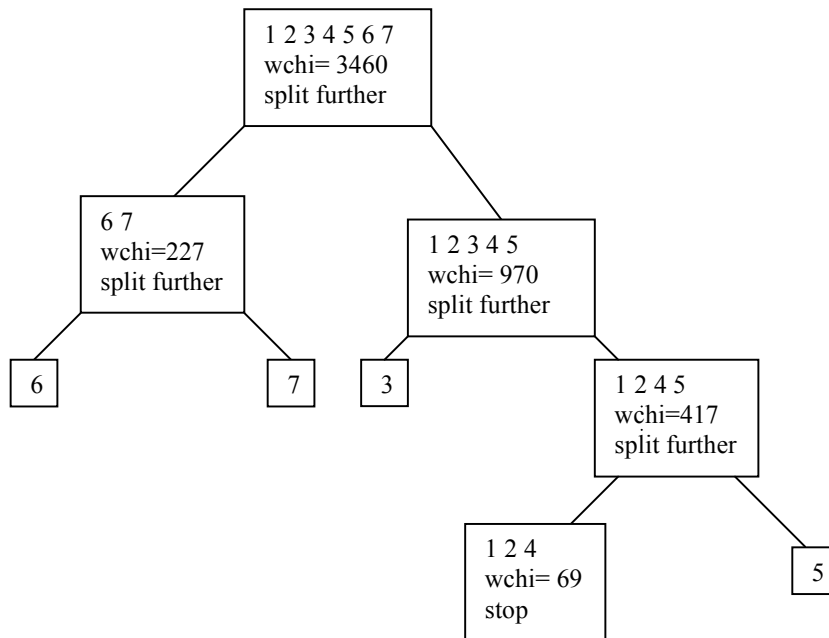 1 2 3 4 5 6 7
wchi= 3460
split further
6 7
wchi=227
split further
1 2 3 4 5
wchi= 970
split further
6
7
3
1 2 4 5
wchi=417
split further
1 2 4
wchi= 69
stop
5